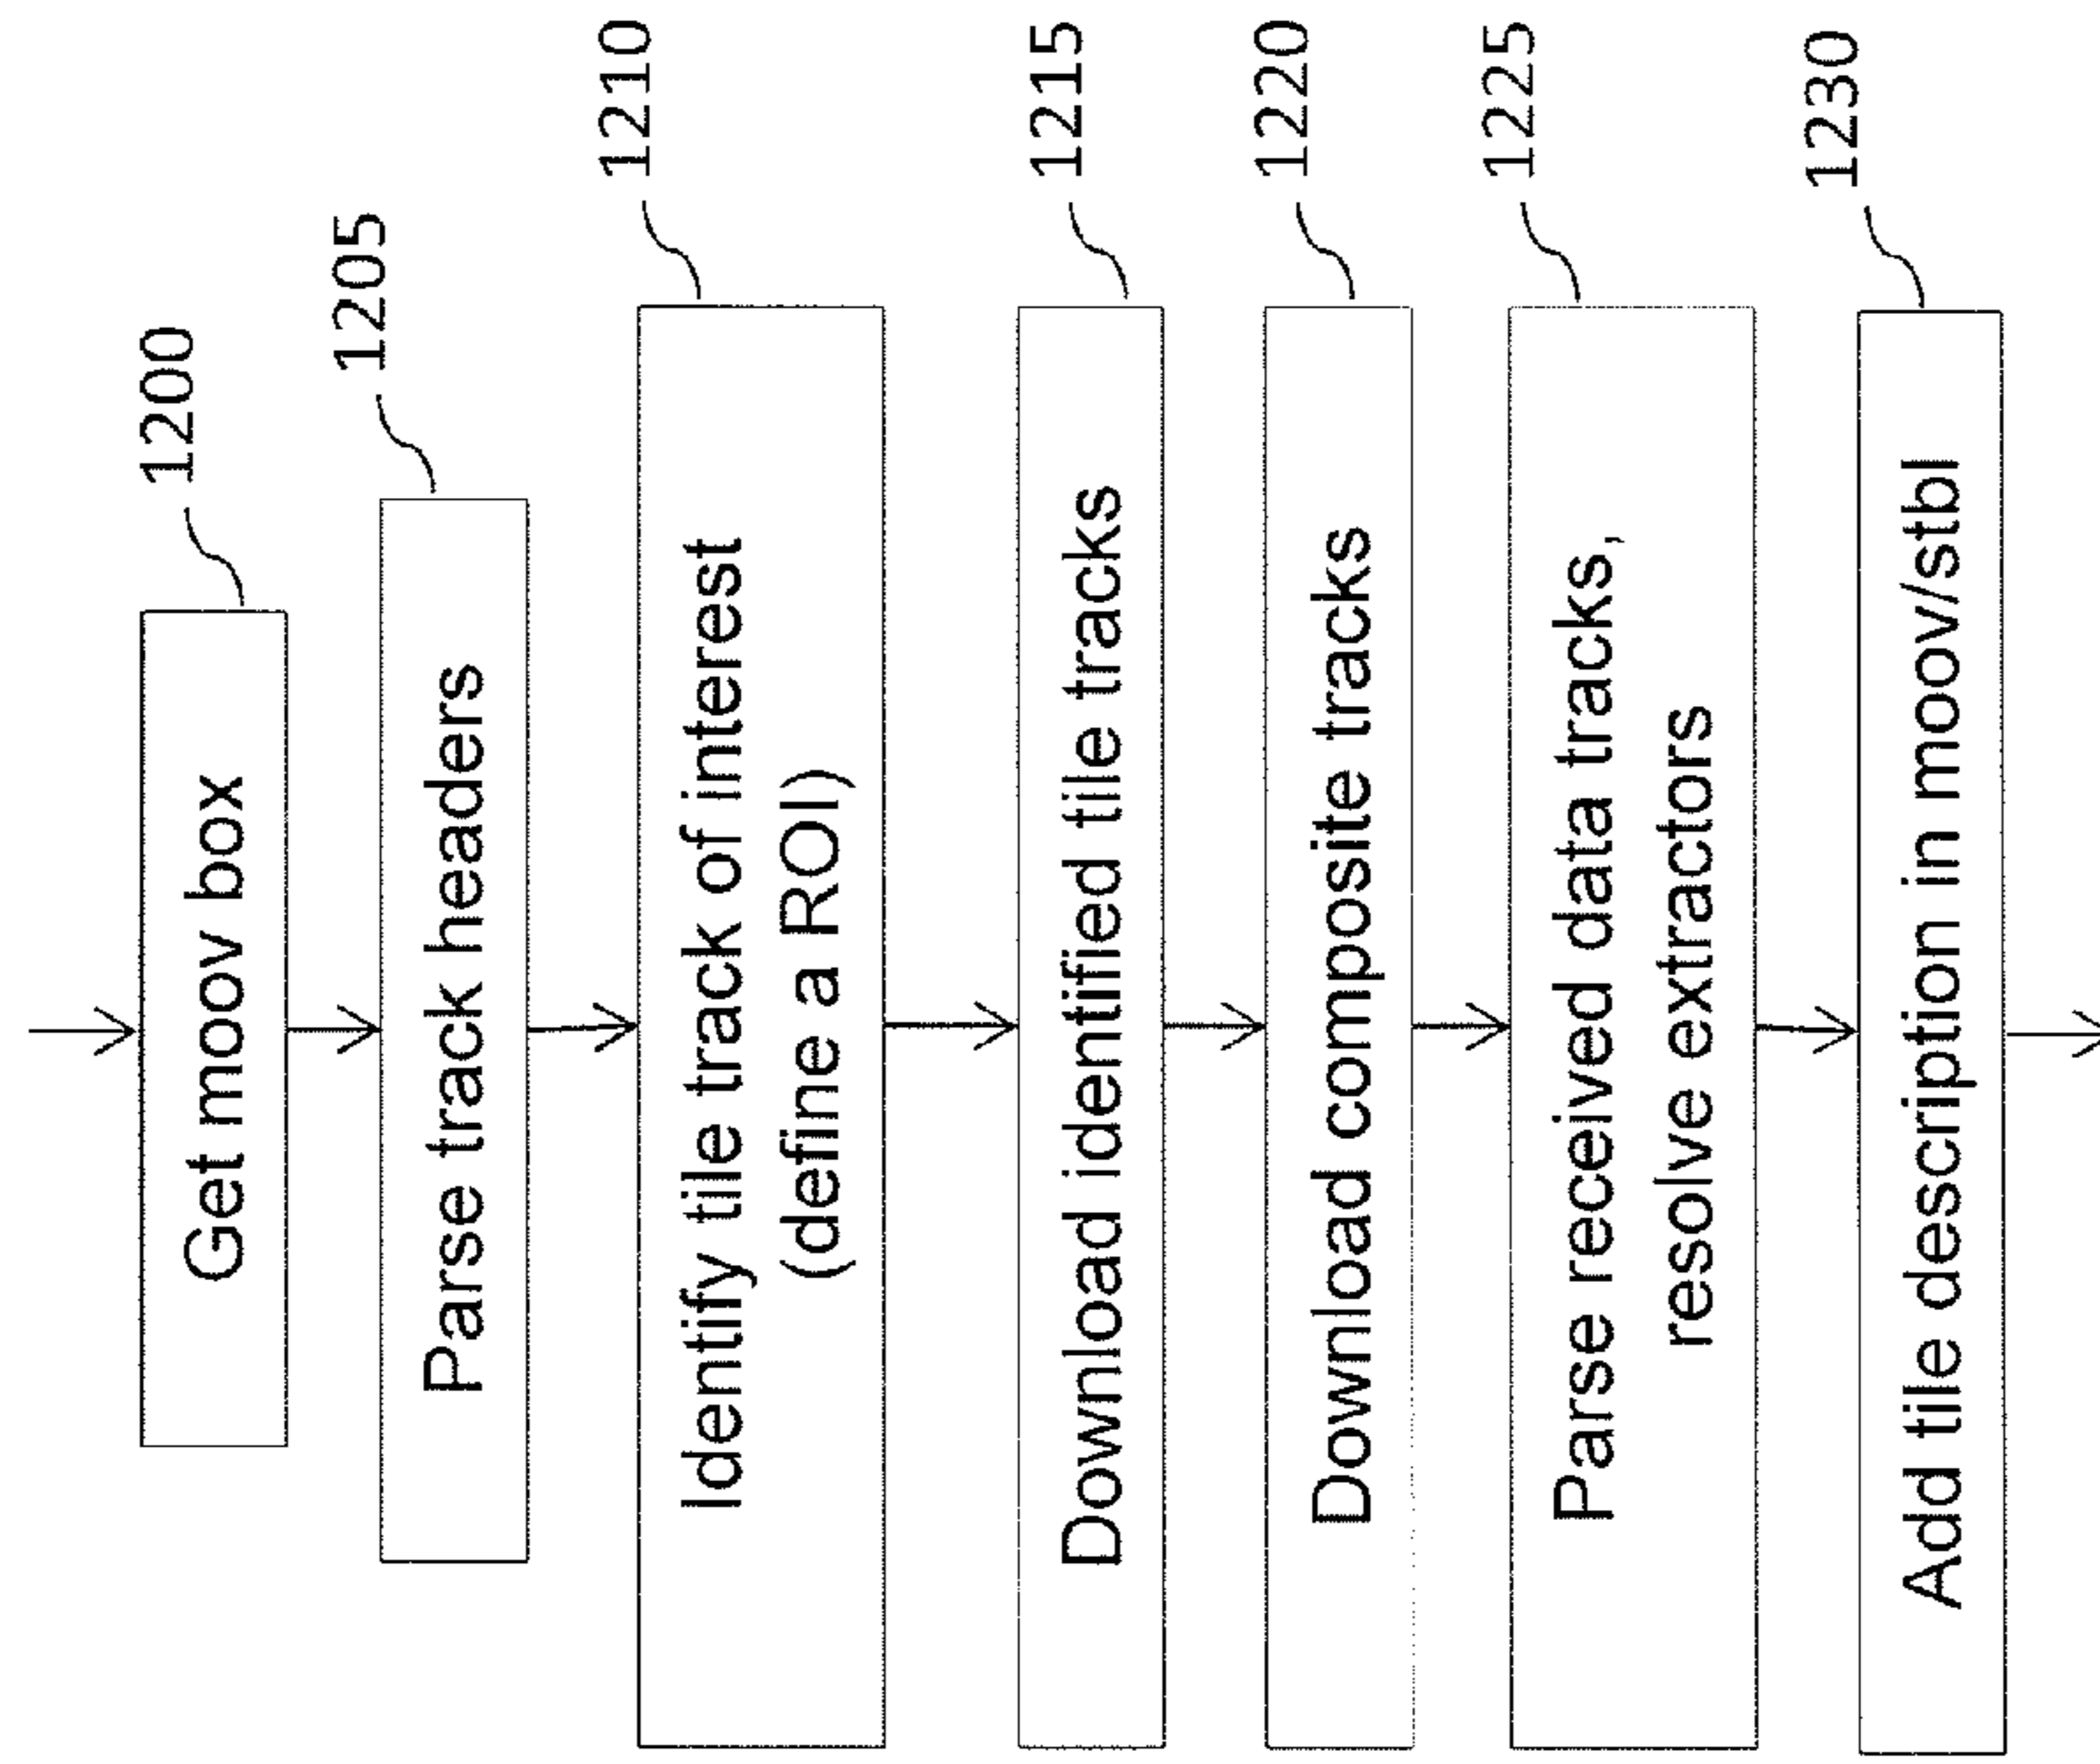 1200
Get moov box
1205
Parse track headers
1210
Identify tile track of interest
(define a ROI)
1215
Download identified tile tracks
1220
Download composite tracks
1225
Parse received data tracks,
resolve extractors
1230
Add tile description in moov/stbl